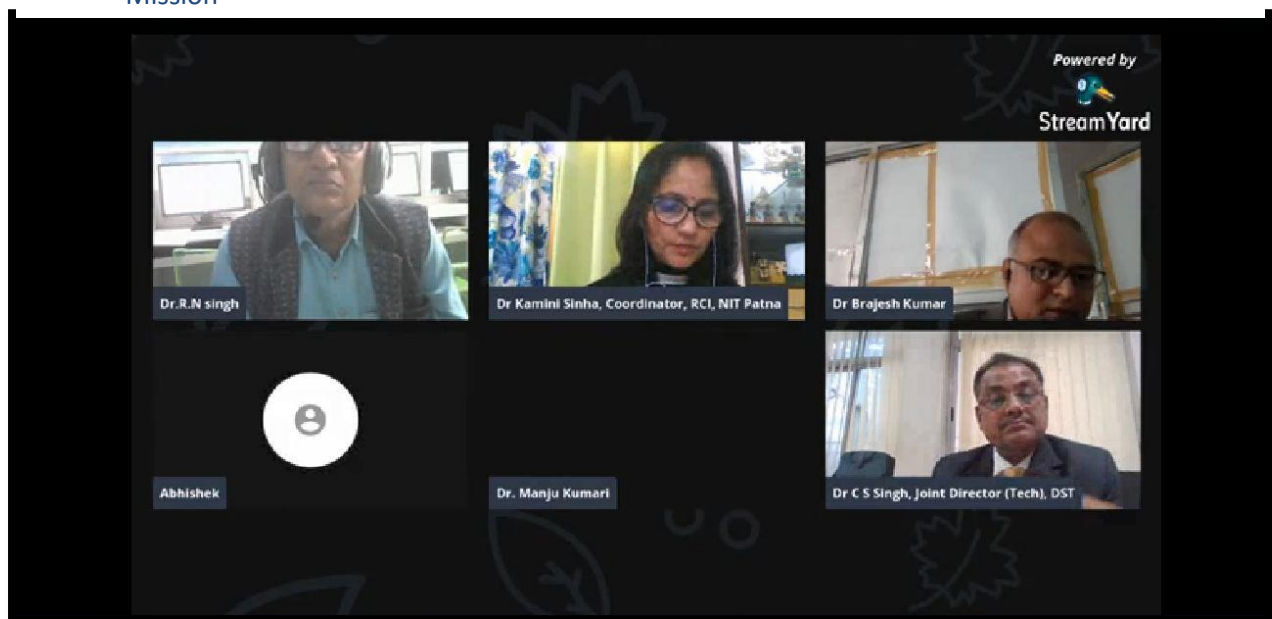 Mission
Powered by
StreamYard
Dr.R.N singh
Dr Kamini Sinha, Coordinator, RCI, NIT Patna
Dr Brajesh Kumar
Abhishek
Dr. Manju Kumari
Dr C S Singh, Joint Director (Tech), DST